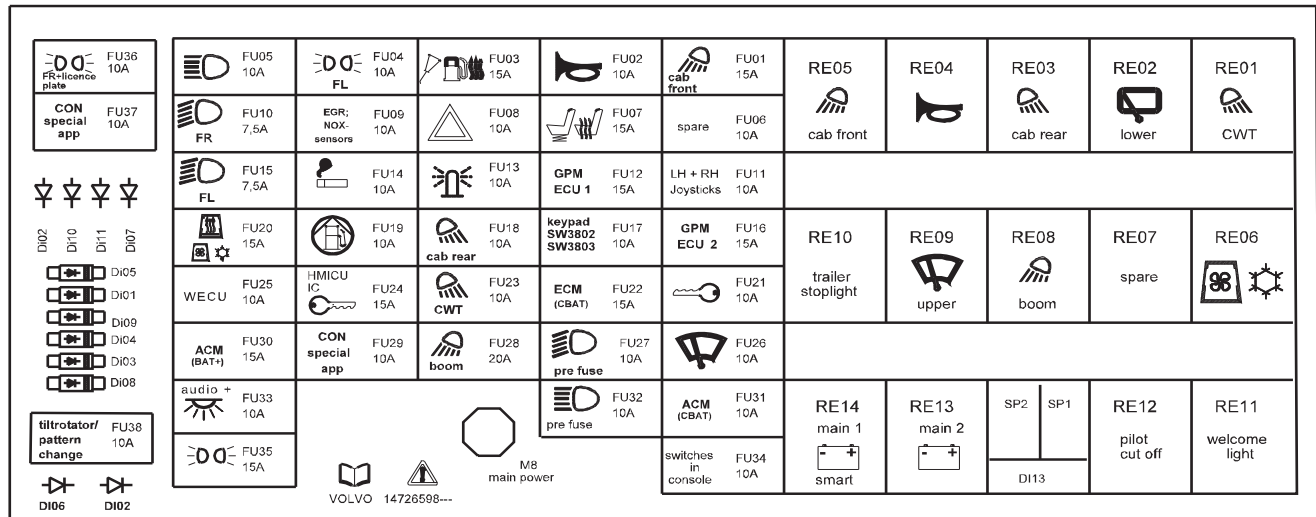 FU36
10A
FR+licence
plate
CON
special
app
FU37
10A
Di02
Di10
Di11
Di07
Di05
Di01
Di09
Di04
Di03
Di08
tiltrotator/
pattern
change
FU38
10A
DI06
DI02
FU05
10A
FL
FU04
10A
FU03
15A
FU02
10A
cab
front
FU01
15A
FR
FU10
7,5A
EGR;
NOX-
sensors
FU09
10A
FU08
10A
FU07
15A
spare
FU06
10A
FL
FU15
7,5A
FU14
10A
FU13
10A
GPM
ECU 1
FU12
15A
LH + RH
Joysticks
FU11
10A
FU20
15A
FU19
10A
cab rear
FU18
10A
keypad
SW3802
SW3803
FU17
10A
GPM
ECU 2
FU16
15A
WECU
FU25
10A
HMICU
IC
FU24
15A
CWT
FU23
10A
ECM
(CBAT)
FU22
15A
FU21
10A
ACM
(BAT+)
FU30
15A
CON
special
app
FU29
10A
boom
FU28
20A
pre fuse
FU27
10A
FU26
10A
audio +
FU33
10A
pre fuse
FU32
10A
ACM
(CBAT)
FU31
10A
FU35
15A
switches
in
console
FU34
10A
VOLVO 14726598---
M8
main power
RE05
cab front
RE04
RE03
cab rear
RE02
lower
RE01
CWT
RE10
trailer
stoplight
RE09
upper
RE08
boom
RE07
spare
RE06
RE14
main 1
smart
RE13
main 2
SP2
SP1
DI13
RE12
pilot
cut off
RE11
welcome
light